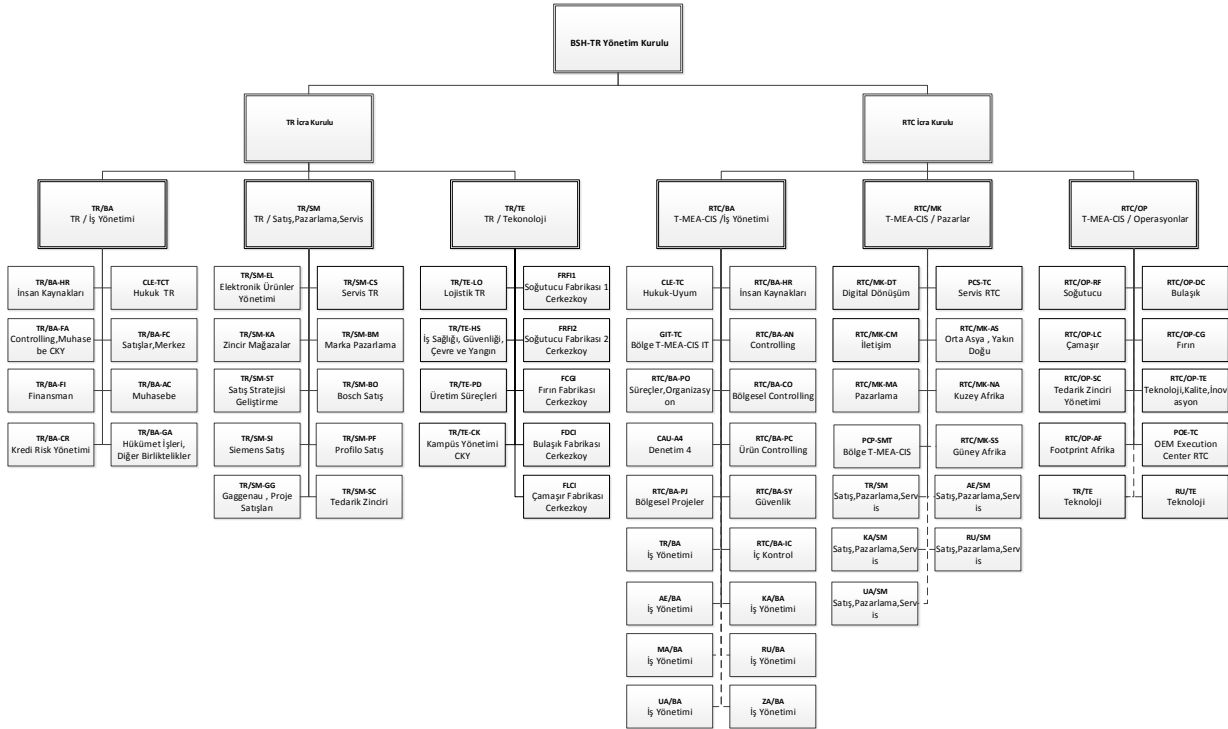 BSH-TR Yönetim Kurulu
TR İcra Kurulu
RTC İcra Kurulu
TR/BA
TR / İş Yönetimi
TR/SM
TR / Satış,Pazarlama,Servis
TR/TE
TR / Tekonoloji
RTC/BA
T-MEA-CIS /İş Yönetimi
RTC/MK
T-MEA-CIS / Pazarlar
RTC/OP
T-MEA-CIS / Operasyonlar
TR/BA-HR
İnsan Kaynakları
CLE-TCT
Hukuk TR
TR/BA-FA
Controlling,Muhase
be CKY
TR/BA-FC
Satışlar,Merkez
TR/BA-FI
Finansman
TR/BA-AC
Muhasebe
TR/BA-CR
Kredi Risk Yönetimi
TR/BA-GA
Hükümet İşleri,
Diğer Birliktelikler
TR/SM-EL
Elektronik Ürünler
Yönetimi
TR/SM-CS
Servis TR
TR/SM-KA
Zincir Mağazalar
TR/SM-BM
Marka Pazarlama
TR/SM-ST
Satış Stratejisi
Geliştirme
TR/SM-BO
Bosch Satış
TR/SM-SI
Siemens Satış
TR/SM-PF
Profilo Satış
TR/SM-GG
Gaggenau , Proje
Satışları
TR/SM-SC
Tedarik Zinciri
TR/TE-LO
Lojistik TR
FRFI1
Soğutucu Fabrikası 1
Cerkezkoy
TR/TE-HS
İş Sağlığı, Güvenliği,
Çevre ve Yangın
FRFI2
Soğutucu Fabrikası 2
Cerkezkoy
TR/TE-PD
Üretim Süreçleri
FCGI
Fırın Fabrikası
Cerkezkoy
TR/TE-CK
Kampüs Yönetimi
CKY
FDCI
Bulaşık Fabrikası
Cerkezkoy
FLCI
Çamaşır Fabrikası
Cerkezkoy
CLE-TC
Hukuk-Uyum
RTC/BA-HR
İnsan Kaynakları
GIT-TC
Bölge T-MEA-CIS IT
RTC/BA-AN
Controlling
RTC/BA-PO
Süreçler,Organizasy
on
RTC/BA-CO
Bölgesel Controlling
CAU-A4
Denetim 4
RTC/BA-PC
Ürün Controlling
RTC/BA-PJ
Bölgesel Projeler
RTC/BA-SY
Güvenlik
TR/BA
İş Yönetimi
RTC/BA-IC
İç Kontrol
AE/BA
İş Yönetimi
KA/BA
İş Yönetimi
MA/BA
İş Yönetimi
RU/BA
İş Yönetimi
UA/BA
İş Yönetimi
ZA/BA
İş Yönetimi
RTC/MK-DT
Digital Dönüşüm
PCS-TC
Servis RTC
RTC/MK-CM
İletişim
RTC/MK-AS
Orta Asya , Yakın
Doğu
RTC/MK-MA
Pazarlama
RTC/MK-NA
Kuzey Afrika
PCP-SMT
Bölge T-MEA-CIS
RTC/MK-SS
Güney Afrika
TR/SM
Satış,Pazarlama,Serv
is
AE/SM
Satış,Pazarlama,Serv
is
KA/SM
Satış,Pazarlama,Serv
is
RU/SM
Satış,Pazarlama,Serv
is
UA/SM
Satış,Pazarlama,Serv
is
RTC/OP-RF
Soğutucu
RTC/OP-DC
Bulaşık
RTC/OP-LC
Çamaşır
RTC/OP-CG
Fırın
RTC/OP-SC
Tedarik Zinciri
Yönetimi
RTC/OP-TE
Teknoloji,Kalite,İnov
asyon
RTC/OP-AF
Footprint Afrika
POE-TC
OEM Execution
Center RTC
TR/TE
Teknoloji
RU/TE
Teknoloji